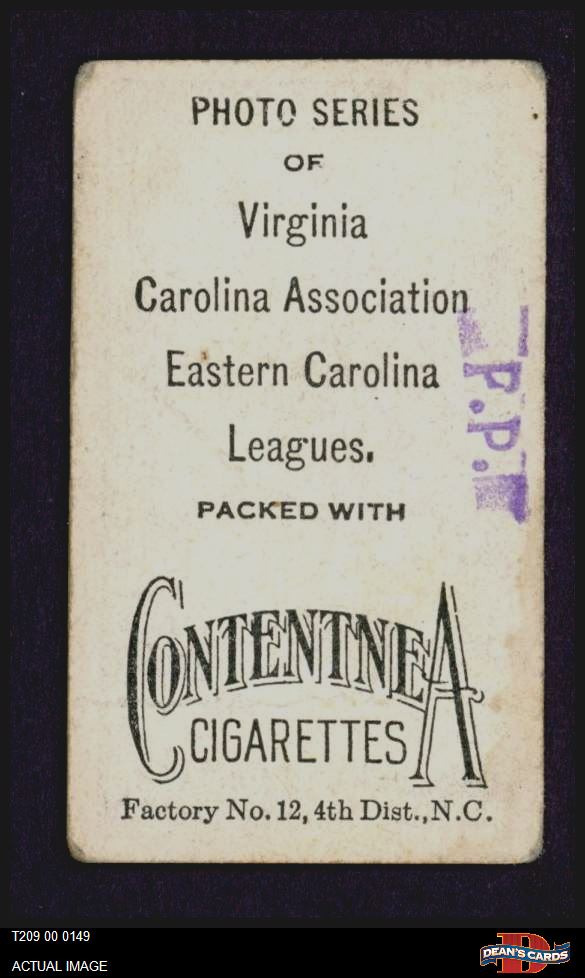 PHOTO SERIES
OF
Virginia
Carolina Association
Eastern Carolina
Leagues.
PACKED WITH
CONTENTNEA
CIGARETTES
Factory No. 12, 4th Dist., N.C.
P.P.
T209 00 0149
ACTUAL IMAGE
D
DEAN'S CARDS